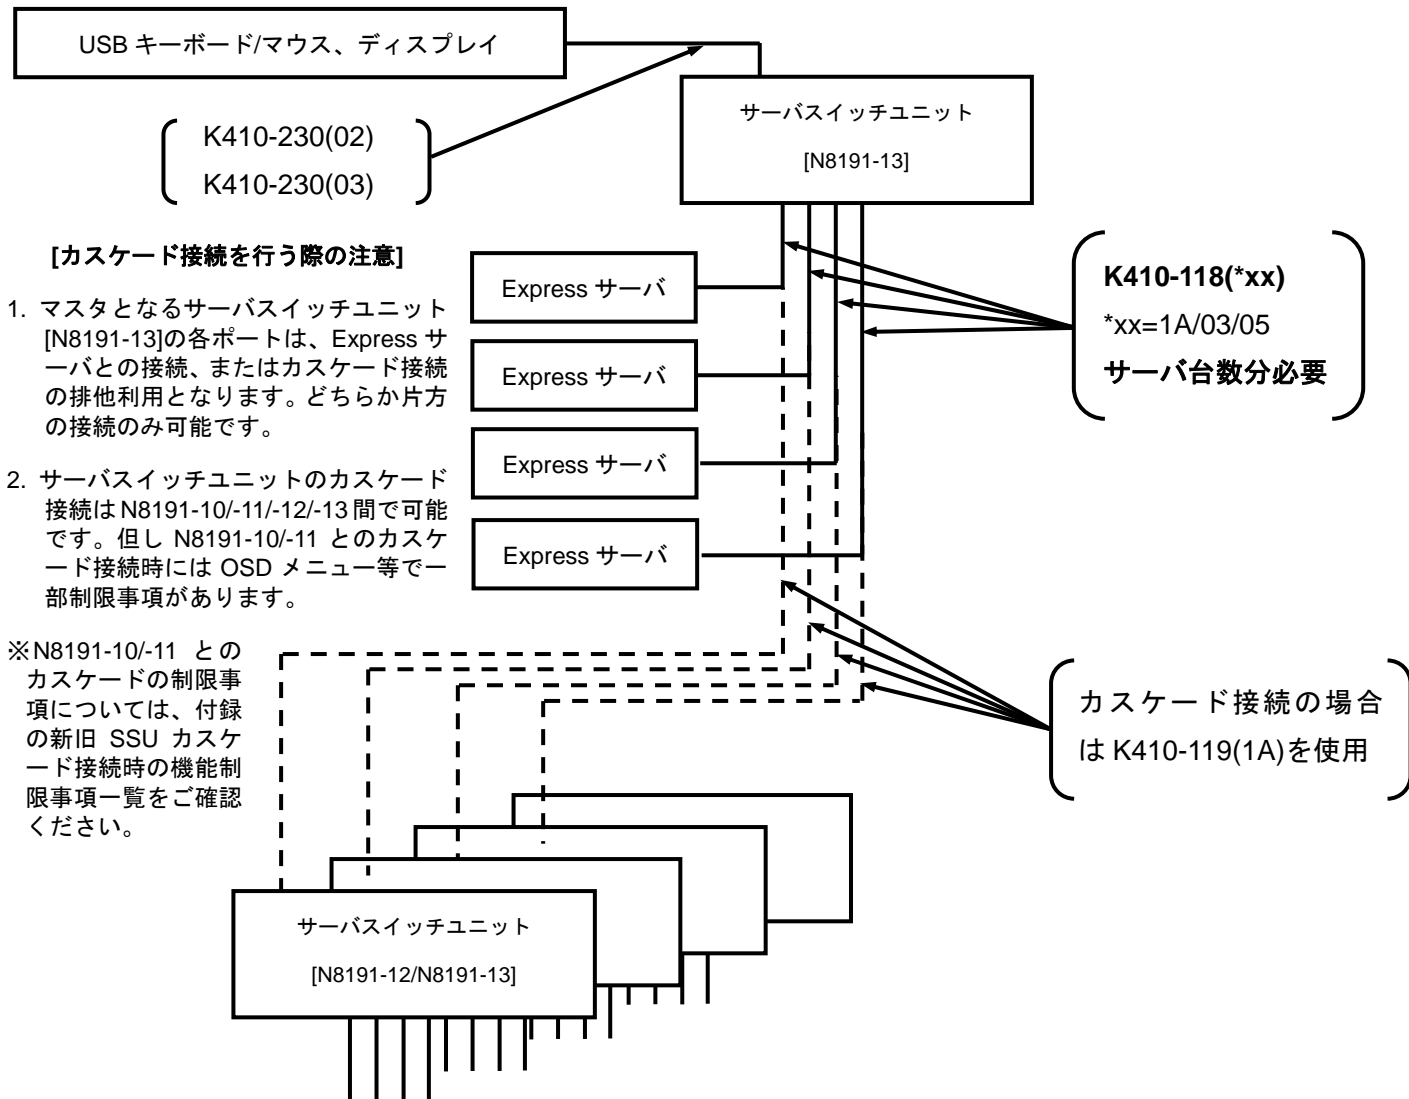 USB キーボード/マウス、ディスプレイ
サーバスイッチユニット
[N8191-13]
K410-230(02)
K410-230(03)
[カスケード接続を行う際の注意]
1. マスタとなるサーバスイッチユニット
[N8191-13]の各ポートは、Express サ
ーバとの接続、またはカスケード接続
の排他利用となります。どちらか片方
の接続のみ可能です。
2. サーバスイッチユニットのカスケード
接続は N8191-10/-11/-12/-13 間で可能
です。但し N8191-10/-11 とのカスケ
ード接続時には OSD メニュー等で一
部制限事項があります。
※N8191-10/-11 との
カスケードの制限事
項については、付録
の新旧 SSU カスケ
ード接続時の機能制
限事項一覧をご確認
ください。
Express サーバ
Express サーバ
Express サーバ
Express サーバ
K410-118(*xx)
*xx=1A/03/05
サーバ台数分必要
カスケード接続の場合
は K410-119(1A)を使用
サーバスイッチユニット
[N8191-12/N8191-13]